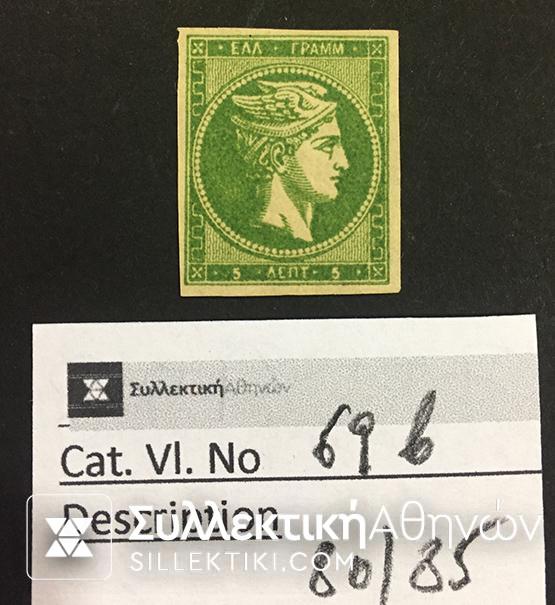 ΕΛΛ ΓΡΑΜΜ
5 ΛΕΠΤ 5
ΣυλλεκτικήΑθηνών
Cat. Vl. No 69 b
Description
ΣυλλεκτικήΑθηνών
SILLEKTIKI.COM
80/85